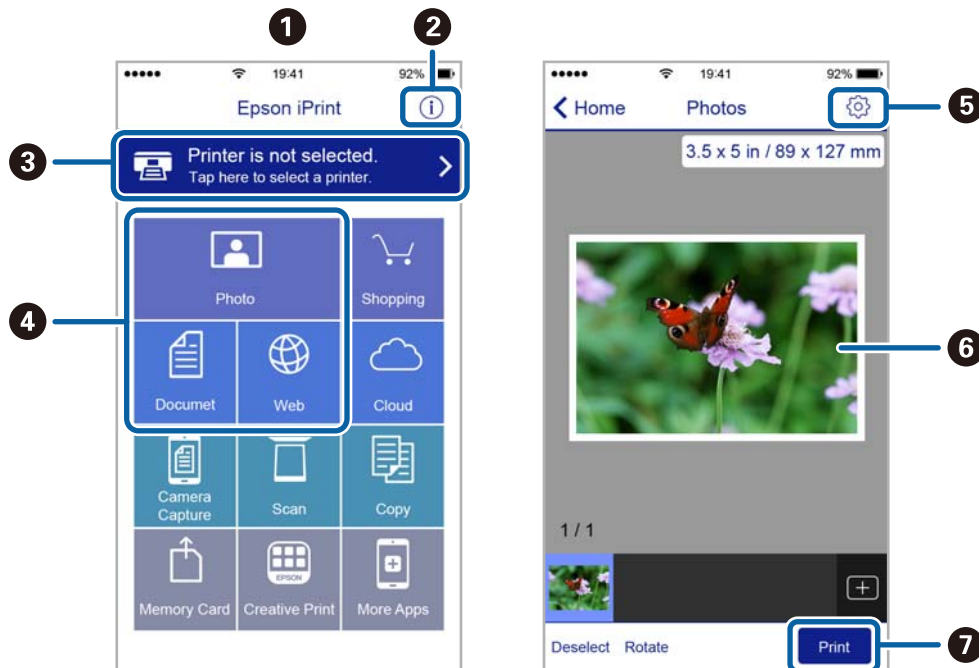 1
2
19:41
92%
Epson iPrint
3
Printer is not selected.
Tap here to select a printer.
4
Photo
Shopping
Documet
Web
Cloud
Camera
Capture
Scan
Copy
EPSON
Memory Card
Creative Print
More Apps
19:41
92%
Home
Photos
5
3.5 x 5 in / 89 x 127 mm
6
1 / 1
Deselect
Rotate
Print
7